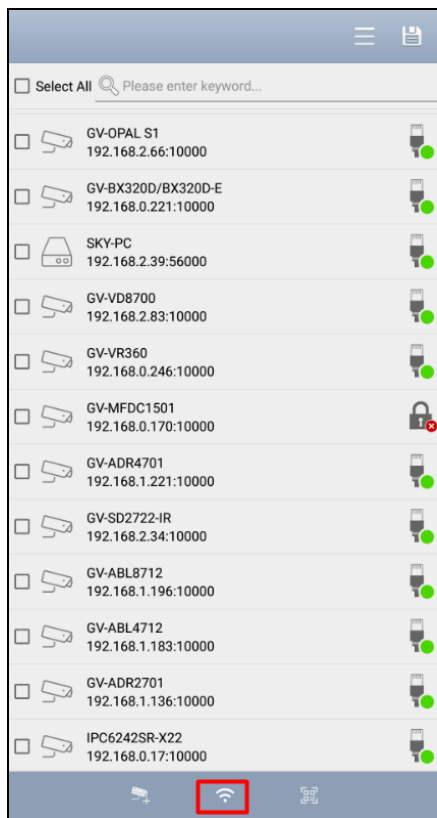 Select All Please enter keyword...
GV-OPAL S1
192.168.2.66:10000
GV-BX320D/BX320D-E
192.168.0.221:10000
SKY-PC
192.168.2.39:56000
GV-VD8700
192.168.2.83:10000
GV-VR360
192.168.0.246:10000
GV-MFDC1501
192.168.0.170:10000
GV-ADR4701
192.168.1.221:10000
GV-SD2722-IR
192.168.2.34:10000
GV-ABL8712
192.168.1.196:10000
GV-ABL4712
192.168.1.183:10000
GV-ADR2701
192.168.1.136:10000
IPC6242SR-X22
192.168.0.17:10000